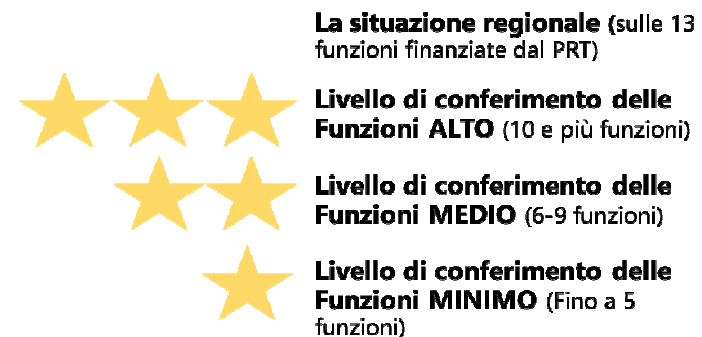 La situazione regionale (sulle 13
funzioni finanziate dal PRT)
Livello di conferimento delle
Funzioni ALTO (10 e più funzioni)
Livello di conferimento delle
Funzioni MEDIO (6-9 funzioni)
Livello di conferimento delle
Funzioni MINIMO (Fino a 5
funzioni)